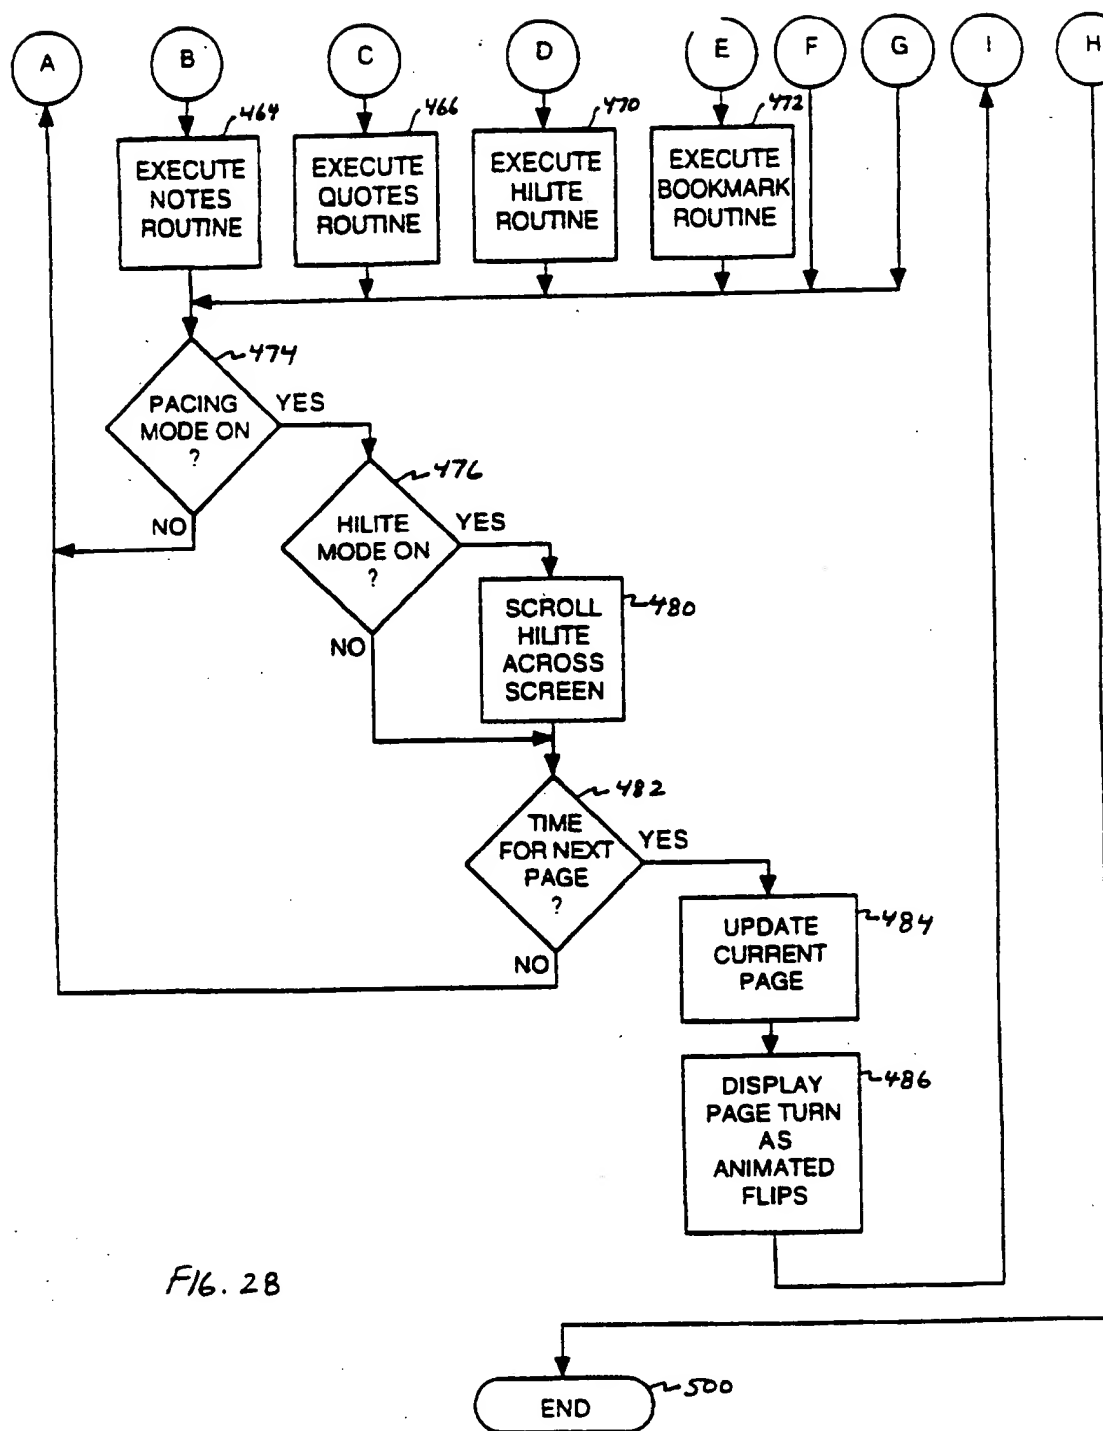 A
B
C
D
E
F
G
I
H
464
466
470
472
EXECUTE
NOTES
ROUTINE
EXECUTE
QUOTES
ROUTINE
EXECUTE
HILITE
ROUTINE
EXECUTE
BOOKMARK
ROUTINE
474
PACING
MODE ON
?
YES
NO
476
HILITE
MODE ON
?
YES
NO
480
SCROLL
HILITE
ACROSS
SCREEN
482
TIME
FOR NEXT
PAGE
?
YES
NO
484
UPDATE
CURRENT
PAGE
486
DISPLAY
PAGE TURN
AS
ANIMATED
FLIPS
FIG. 28
END
500